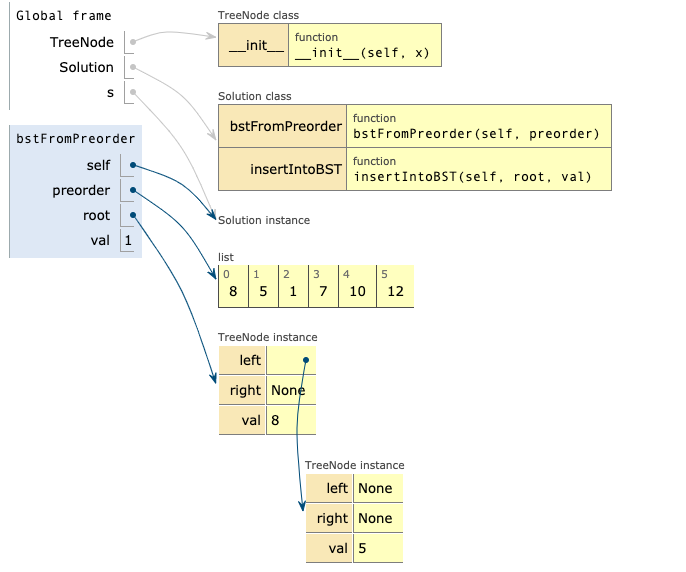 Global frame
TreeNode
Solution
s
bstFromPreorder
self
preorder
root
val 1
TreeNode class
__init__
function
__init__(self, x)
Solution class
bstFromPreorder
function
bstFromPreorder(self, preorder)
insertIntoBST
function
insertIntoBST(self, root, val)
Solution instance
list
0 1 2 3 4 5
8 5 1 7 10 12
TreeNode instance
left
right None
val 8
TreeNode instance
left None
right None
val 5